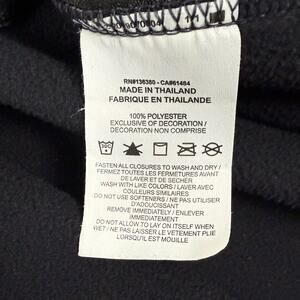 RN#136380 - CA#61484
MADE IN THAILAND
FABRIQUE EN THAILANDE
100% POLYESTER
EXCLUSIVE OF DECORATION /
DECORATION NON COMPRISE
FASTEN ALL CLOSURES TO WASH AND DRY /
FERMEZ TOUTES LES FERMETURES AVANT
DE LAVER ET DE SECHER
WASH WITH LIKE COLORS / LAVER AVEC
COULEURS SIMILAIRES
DO NOT USE SOFTENERS / NE PAS UTILISER
D'ADOUCISSANT
REMOVE IMMEDIATELY / ENLEVER
IMMEDIATEMENT
DO NOT ALLOW TO LAY ON ITSELF WHEN
WET / NE PAS LAISSER LE VETEMENT PLIE
LORSQU'IL EST MOUILLE